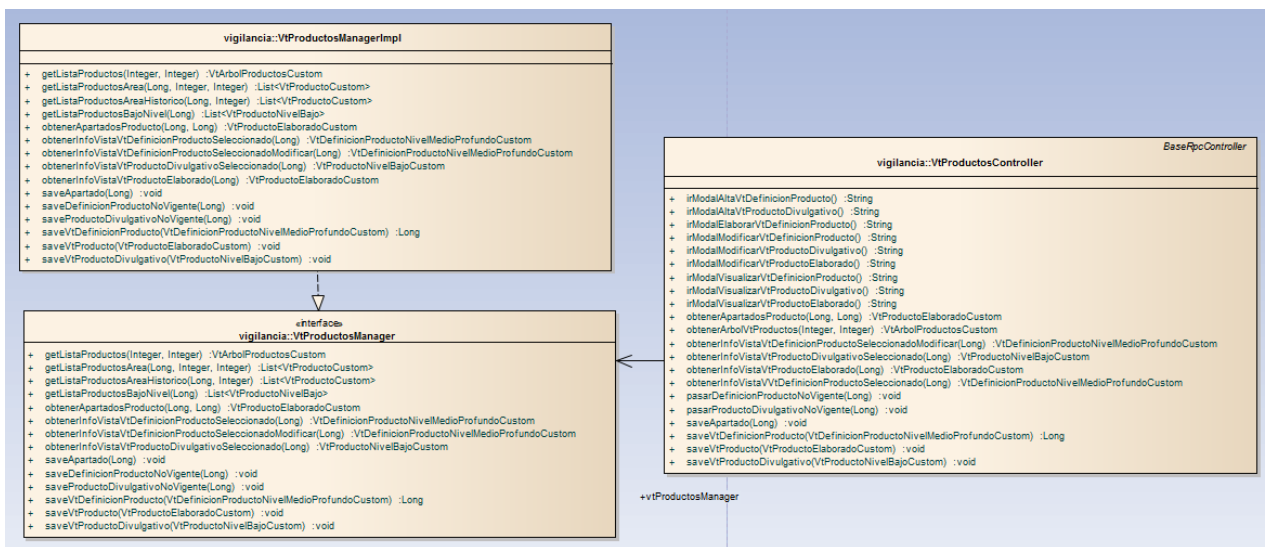 vigilancia::VtProductosManagerImpl
+ getListaProductos(Integer, Integer) :VtArbolProductosCustom
+ getListaProductosArea(Long, Integer, Integer) :List<VtProductoCustom>
+ getListaProductosAreaHistorico(Long, Integer) :List<VtProductoCustom>
+ getListaProductosBajoNivel(Long) :List<VtProductoNivelBajo>
+ obtenerApartadosProducto(Long, Long) :VtProductoElaboradoCustom
+ obtenerInfoVistaVtDefinicionProductoSeleccionado(Long) :VtDefinicionProductoNivelMedioProfundoCustom
+ obtenerInfoVistaVtDefinicionProductoSeleccionadoModificar(Long) :VtDefinicionProductoNivelMedioProfundoCustom
+ obtenerInfoVistaVtProductoDivulgativoSeleccionado(Long) :VtProductoNivelBajoCustom
+ obtenerInfoVistaVtProductoElaborado(Long) :VtProductoElaboradoCustom
+ saveApartado(Long) :void
+ saveDefinicionProductoNoVigente(Long) :void
+ saveProductoDivulgativoNoVigente(Long) :void
+ saveVtDefinicionProducto(VtDefinicionProductoNivelMedioProfundoCustom) :Long
+ saveVtProducto(VtProductoElaboradoCustom) :void
+ saveVtProductoDivulgativo(VtProductoNivelBajoCustom) :void
«interface»
vigilancia::VtProductosManager
+ getListaProductos(Integer, Integer) :VtArbolProductosCustom
+ getListaProductosArea(Long, Integer, Integer) :List<VtProductoCustom>
+ getListaProductosAreaHistorico(Long, Integer) :List<VtProductoCustom>
+ getListaProductosBajoNivel(Long) :List<VtProductoNivelBajo>
+ obtenerApartadosProducto(Long, Long) :VtProductoElaboradoCustom
+ obtenerInfoVistaVtDefinicionProductoSeleccionado(Long) :VtDefinicionProductoNivelMedioProfundoCustom
+ obtenerInfoVistaVtDefinicionProductoSeleccionadoModificar(Long) :VtDefinicionProductoNivelMedioProfundoCustom
+ obtenerInfoVistaVtProductoDivulgativoSeleccionado(Long) :VtProductoNivelBajoCustom
+ saveApartado(Long) :void
+ saveDefinicionProductoNoVigente(Long) :void
+ saveProductoDivulgativoNoVigente(Long) :void
+ saveVtDefinicionProducto(VtDefinicionProductoNivelMedioProfundoCustom) :Long
+ saveVtProducto(VtProductoElaboradoCustom) :void
+ saveVtProductoDivulgativo(VtProductoNivelBajoCustom) :void
BaseRpcController
vigilancia::VtProductosController
+ irModalAltaVtDefinicionProducto() :String
+ irModalAltaVtProductoDivulgativo() :String
+ irModalElaborarVtDefinicionProducto() :String
+ irModalModificarVtDefinicionProducto() :String
+ irModalModificarVtProductoDivulgativo() :String
+ irModalModificarVtProductoElaborado() :String
+ irModalVisualizarVtDefinicionProducto() :String
+ irModalVisualizarVtProductoDivulgativo() :String
+ irModalVisualizarVtProductoElaborado() :String
+ obtenerApartadosProducto(Long, Long) :VtProductoElaboradoCustom
+ obtenerArbolVtProductos(Integer, Integer) :VtArbolProductosCustom
+ obtenerInfoVistaVtDefinicionProductoSeleccionadoModificar(Long) :VtDefinicionProductoNivelMedioProfundoCustom
+ obtenerInfoVistaVtProductoDivulgativoSeleccionado(Long) :VtProductoNivelBajoCustom
+ obtenerInfoVistaVtProductoElaborado(Long) :VtProductoElaboradoCustom
+ obtenerInfoVistaVVtDefinicionProductoSeleccionado(Long) :VtDefinicionProductoNivelMedioProfundoCustom
+ pasarDefinicionProductoNoVigente(Long) :void
+ pasarProductoDivulgativoNoVigente(Long) :void
+ saveApartado(Long) :void
+ saveVtDefinicionProducto(VtDefinicionProductoNivelMedioProfundoCustom) :Long
+ saveVtProducto(VtProductoElaboradoCustom) :void
+ saveVtProductoDivulgativo(VtProductoNivelBajoCustom) :void
+vtProductosManager